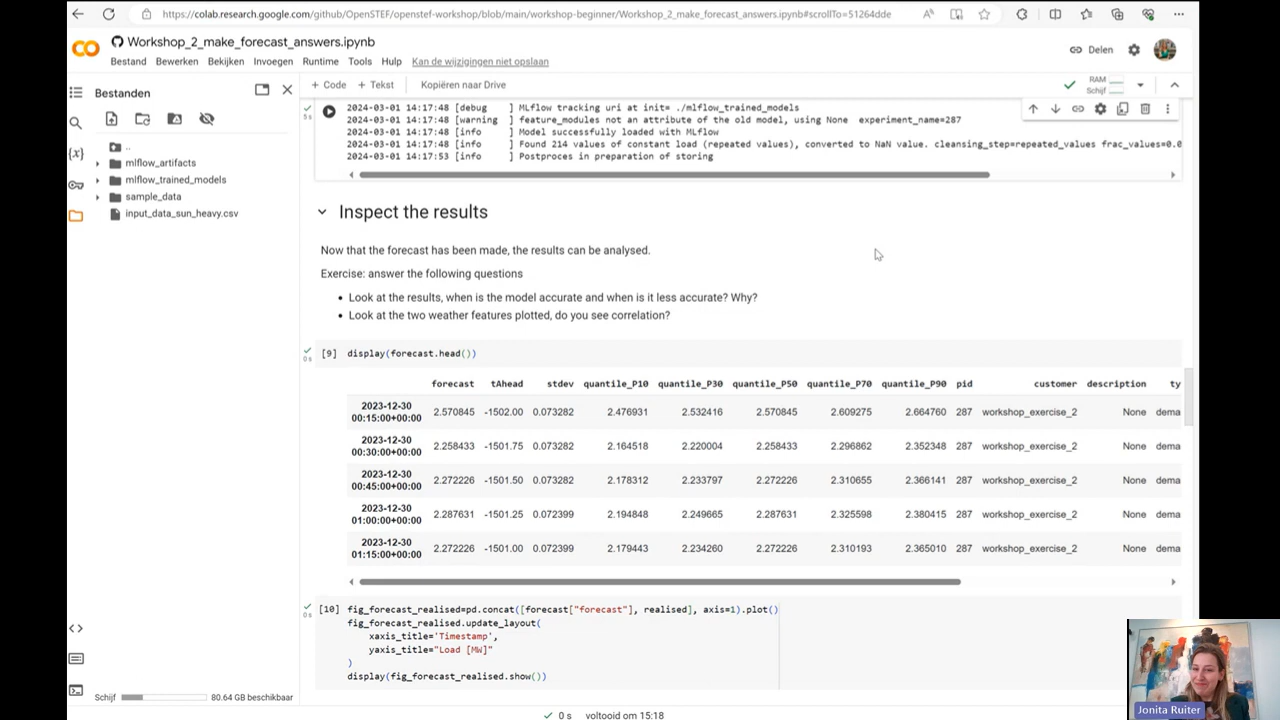 https://colab.research.google.com/github/OpenSTEF/openstef-workshop/blob/main/workshop-beginner/Workshop_2_make_forecast_answers.ipynb#scrollTo=51264dde
Workshop_2_make_forecast_answers.ipynb
Delen
Bestand Bewerken Bekijken Invoegen Runtime Tools Hulp Kan de wijzigingen niet opslaan
Bestanden
+ Code + Tekst Kopiëren naar Drive
RAM
Schijf
..
mlflow_artifacts
mlflow_trained_models
sample_data
input_data_sun_heavy.csv
5s
2024-03-01 14:17:48 [debug ] MLflow tracking uri at init= ./mlflow_trained_models
2024-03-01 14:17:48 [warning ] feature_modules not an attribute of the old model, using None experiment_name=287
2024-03-01 14:17:48 [info ] Model successfully loaded with MLflow
2024-03-01 14:17:48 [info ] Found 214 values of constant load (repeated values), converted to NaN value. cleansing_step=repeated_values frac_values=0.0
2024-03-01 14:17:53 [info ] Postproces in preparation of storing
Inspect the results
Now that the forecast has been made, the results can be analysed.
Exercise: answer the following questions
• Look at the results, when is the model accurate and when is it less accurate? Why?
• Look at the two weather features plotted, do you see correlation?
0s
[9] display(forecast.head())
forecast tAhead stdev quantile_P10 quantile_P30 quantile_P50 quantile_P70 quantile_P90 pid customer description ty
2023-12-30 00:15:00+00:00 2.570845 -1502.00 0.073282 2.476931 2.532416 2.570845 2.609275 2.664760 287 workshop_exercise_2 None dema
2023-12-30 00:30:00+00:00 2.258433 -1501.75 0.073282 2.164518 2.220004 2.258433 2.296862 2.352348 287 workshop_exercise_2 None dema
2023-12-30 00:45:00+00:00 2.272226 -1501.50 0.073282 2.178312 2.233797 2.272226 2.310655 2.366141 287 workshop_exercise_2 None dema
2023-12-30 01:00:00+00:00 2.287631 -1501.25 0.072399 2.194848 2.249665 2.287631 2.325598 2.380415 287 workshop_exercise_2 None dema
2023-12-30 01:15:00+00:00 2.272226 -1501.00 0.072399 2.179443 2.234260 2.272226 2.310193 2.365010 287 workshop_exercise_2 None dema
0s
[10] fig_forecast_realised=pd.concat([forecast["forecast"], realised], axis=1).plot()
fig_forecast_realised.update_layout(
xaxis_title='Timestamp',
yaxis_title="Load [MW]"
)
display(fig_forecast_realised.show())
Schijf 80.64 GB beschikbaar
0 s voltooid om 15:18
Jonita Ruiter